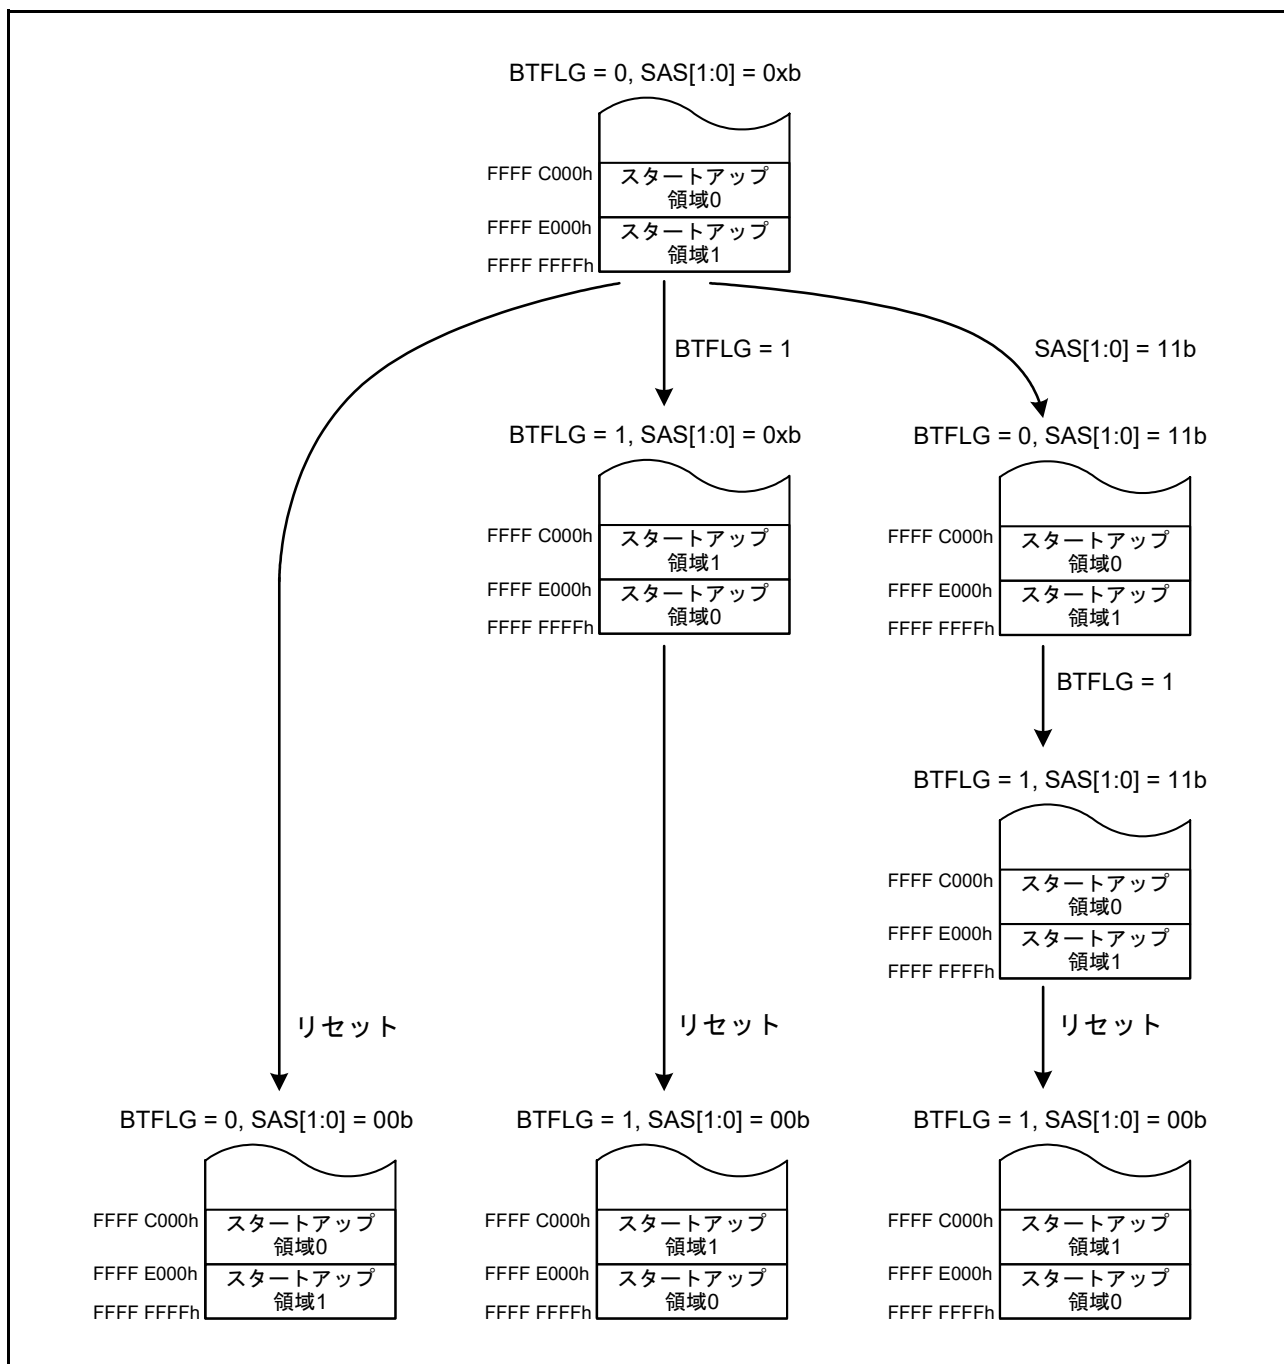 BTFLG = 0, SAS[1:0] = 0xb
FFFF C000h
スタートアップ
領域0
FFFF E000h
スタートアップ
領域1
FFFF FFFFh
BTFLG = 1
SAS[1:0] = 11b
BTFLG = 1, SAS[1:0] = 0xb
FFFF C000h
スタートアップ
領域1
FFFF E000h
スタートアップ
領域0
FFFF FFFFh
BTFLG = 0, SAS[1:0] = 11b
FFFF C000h
スタートアップ
領域0
FFFF E000h
スタートアップ
領域1
FFFF FFFFh
BTFLG = 1
BTFLG = 1, SAS[1:0] = 11b
FFFF C000h
スタートアップ
領域0
FFFF E000h
スタートアップ
領域1
FFFF FFFFh
リセット
リセット
リセット
BTFLG = 0, SAS[1:0] = 00b
FFFF C000h
スタートアップ
領域0
FFFF E000h
スタートアップ
領域1
FFFF FFFFh
BTFLG = 1, SAS[1:0] = 00b
FFFF C000h
スタートアップ
領域1
FFFF E000h
スタートアップ
領域0
FFFF FFFFh
BTFLG = 1, SAS[1:0] = 00b
FFFF C000h
スタートアップ
領域1
FFFF E000h
スタートアップ
領域0
FFFF FFFFh